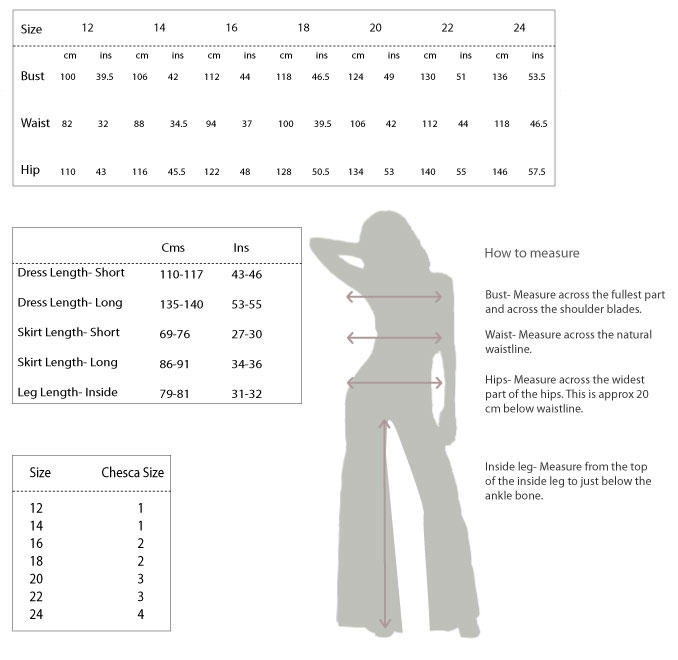 Size 12 14 16 18 20 22 24
cm ins cm ins cm ins cm ins cm ins cm ins cm ins
Bust 100 39.5 106 42 112 44 118 46.5 124 49 130 51 136 53.5
Waist 82 32 88 34.5 94 37 100 39.5 106 42 112 44 118 46.5
Hip 110 43 116 45.5 122 48 128 50.5 134 53 140 55 146 57.5
Cms Ins
Dress Length- Short 110-117 43-46
Dress Length- Long 135-140 53-55
Skirt Length- Short 69-76 27-30
Skirt Length- Long 86-91 34-36
Leg Length- Inside 79-81 31-32
Size Chesca Size
12 1
14 1
16 2
18 2
20 3
22 3
24 4
How to measure
Bust- Measure across the fullest part
and across the shoulder blades.
Waist- Measure across the natural
waistline.
Hips- Measure across the widest
part of the hips. This is approx 20
cm below waistline.
Inside leg- Measure from the top
of the inside leg to just below the
ankle bone.